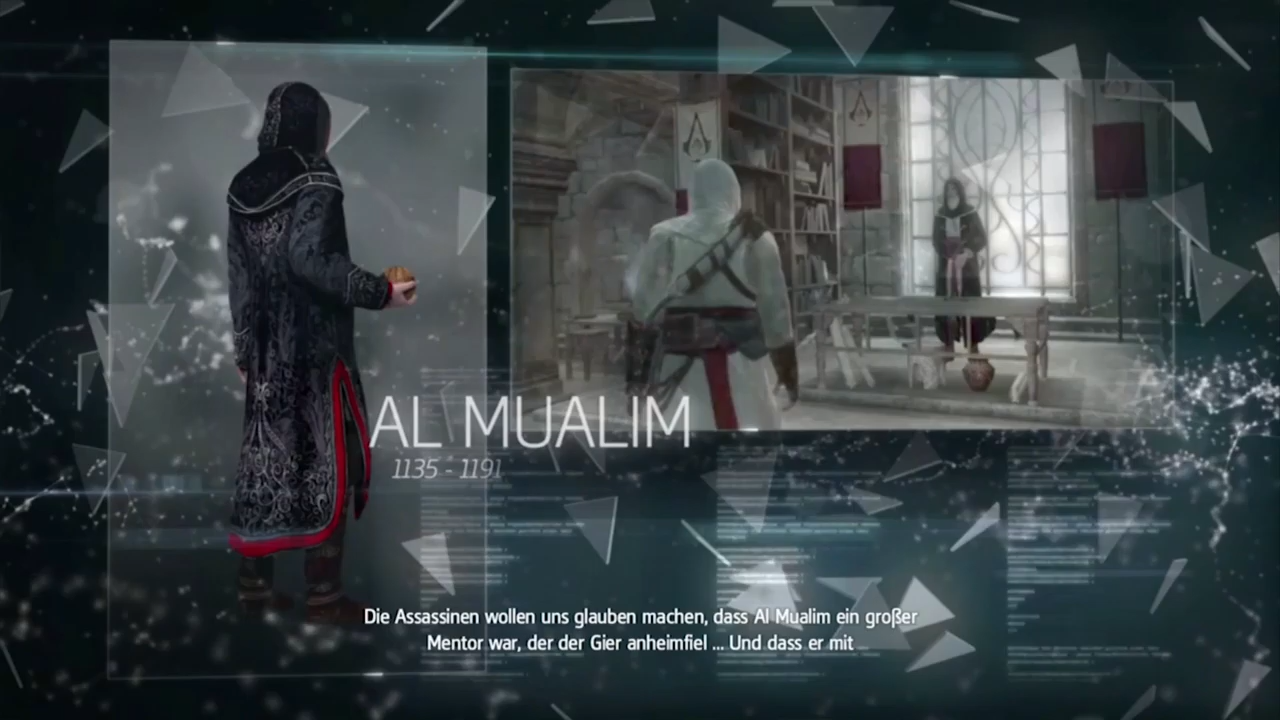 AL MUALIM
1135 - 1191
Die Assassinen wollen uns glauben machen, dass Al Mualim ein großer
Mentor war, der der Gier anheimfiel ... Und dass er mit